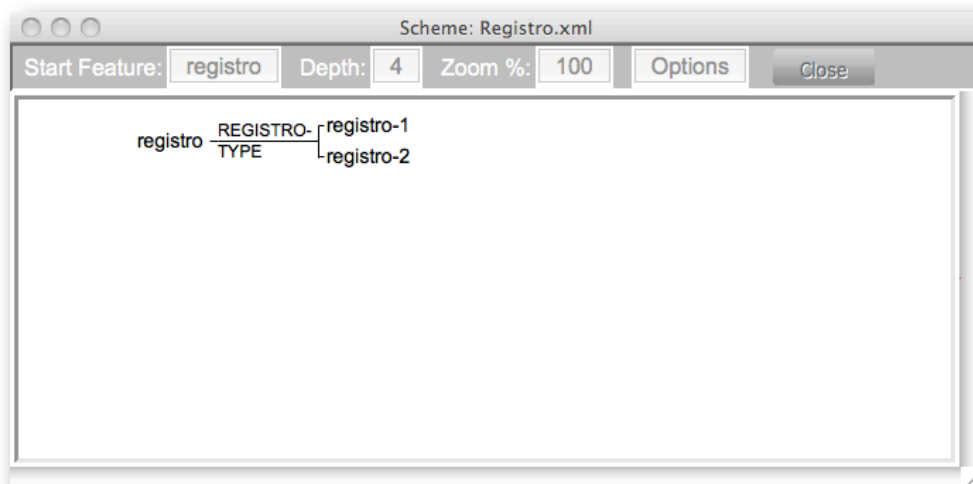 Scheme: Registro.xml
Start Feature: registro Depth: 4 Zoom %: 100 Options Close
registro REGISTRO-TYPE registro-1
registro-2